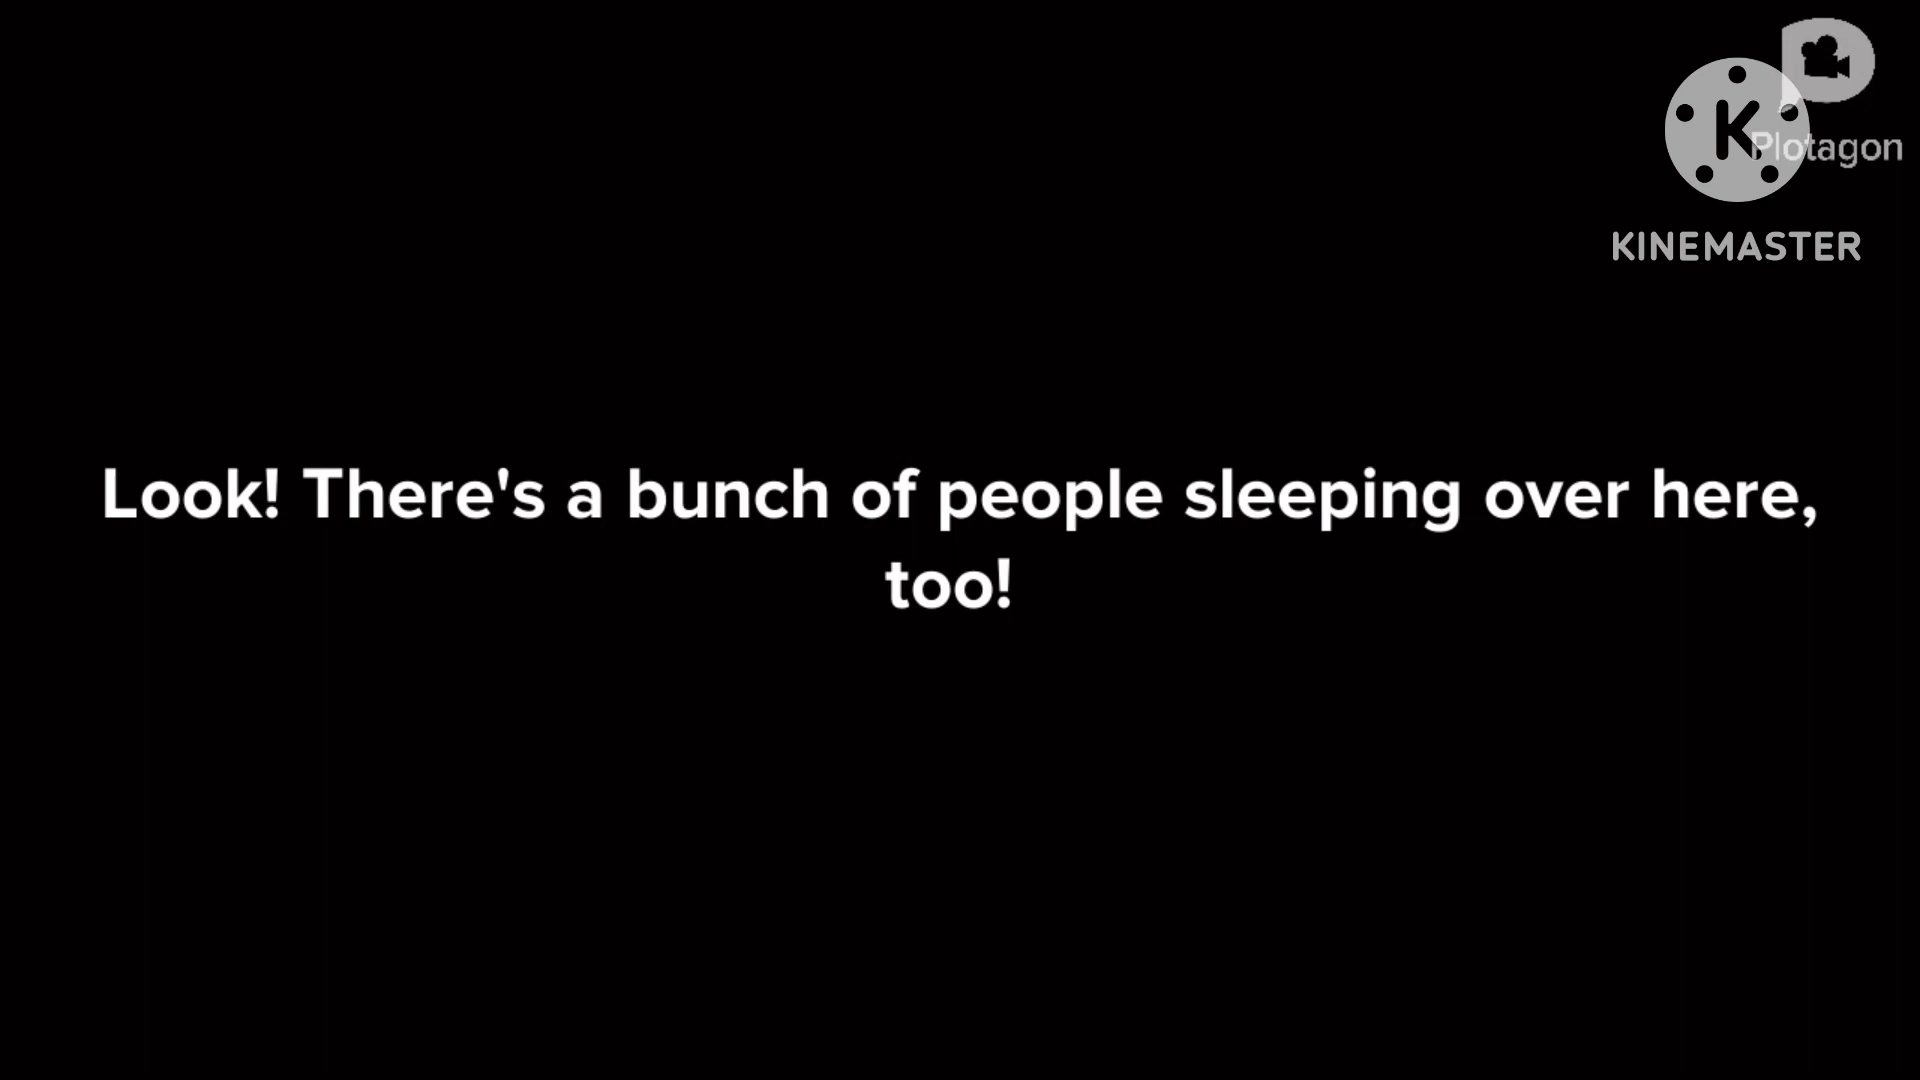 Plotagon
KINEMASTER
Look! There's a bunch of people sleeping over here,
too!